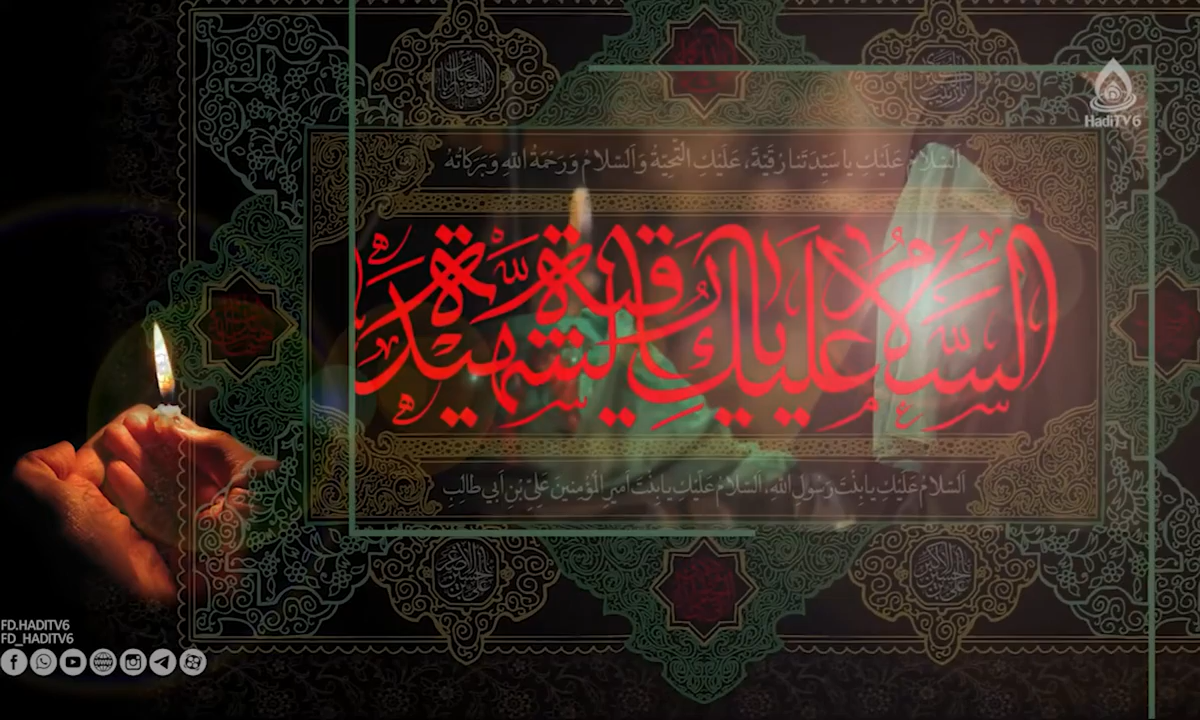 HadiTV6
اَلسَّلامُ عَلَيْكِ يا سَيِّدَتَنا رُقَيَّةَ، عَلَيْكِ التَّحِيَّةُ وَالسَّلامُ وَرَحْمَةُ اللهِ وَبَرَكاتُهُ
السلام عليك يا رقية الشهيدة
اَلسَّلامُ عَلَيْكِ يا بِنْتَ رَسُولِ اللهِ، اَلسَّلامُ عَلَيْكِ يا بِنْتَ اَميرِ الْمُؤْمِنينَ عَلِيِّ بْنِ اَبي طالِبٍ
FD.HADITV6
FD_HADITV6